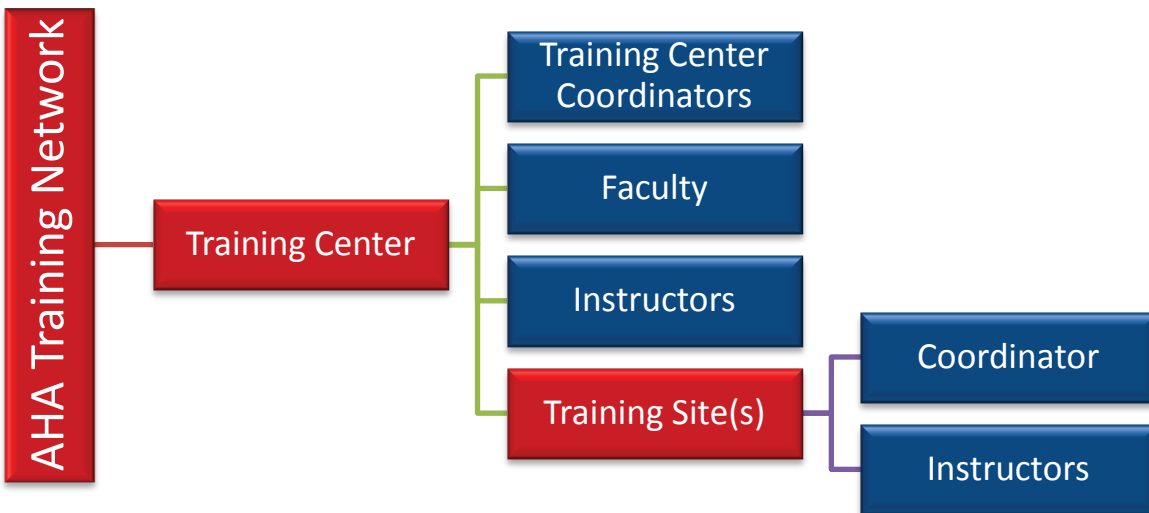 AHA Training Network
Training Center
Training Center
Coordinators
Faculty
Instructors
Training Site(s)
Coordinator
Instructors